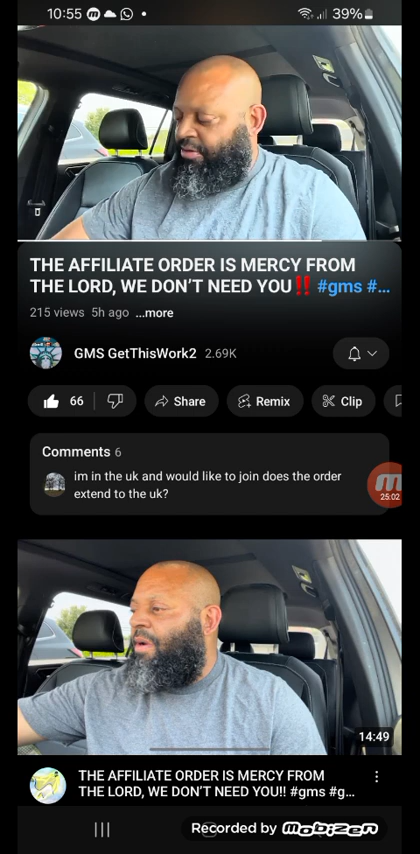 10:55
39%
THE AFFILIATE ORDER IS MERCY FROM
THE LORD, WE DON'T NEED YOU‼ #gms #...
215 views 5h ago ...more
GMS GetThisWork2 2.69K
66
Share
Remix
Clip
Comments 6
im in the uk and would like to join does the order
extend to the uk?
25:02
14:49
THE AFFILIATE ORDER IS MERCY FROM
THE LORD, WE DON'T NEED YOU!! #gms #g...
Recorded by mobizen